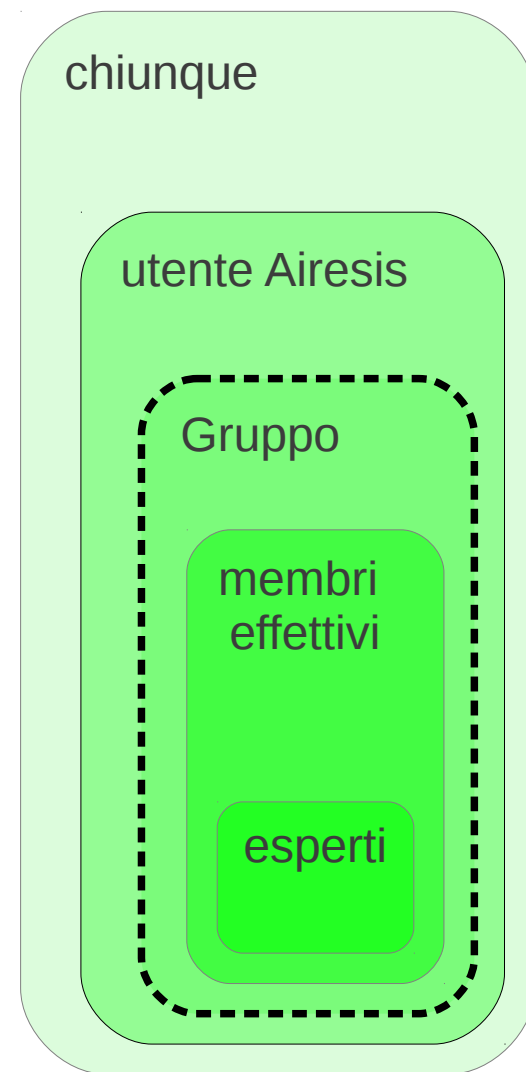 chiunque
utente Airesis
Gruppo
membri
effettivi
esperti